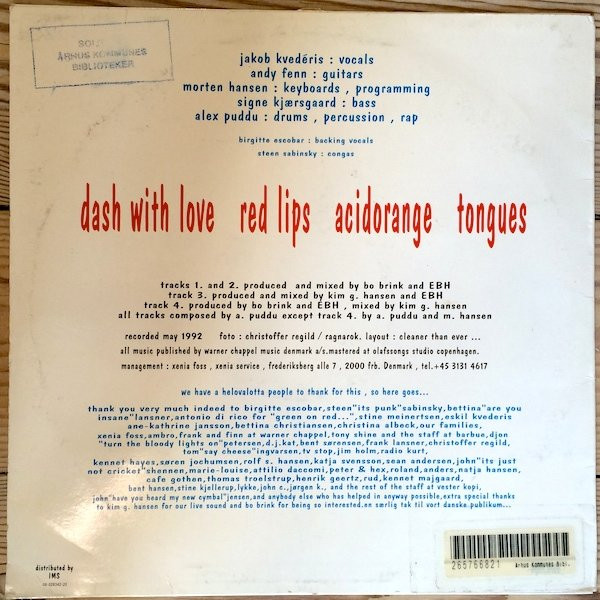 SOLGT
ÅRHUS KOMMUNES
BIBLIOTEKER
jakob kvedéris : vocals
andy fenn : guitars
morten hansen : keyboards , programming
signe kjærsgaard : bass
alex puddu : drums , percussion , rap
birgitte escobar : backing vocals
steen sabinsky : congas
dash with love red lips acidorange tongues
tracks 1. and 2. produced and mixed by bo brink and EBH
track 3. produced and mixed by kim g. hansen and EBH
track 4. produced by bo brink and EBH , mixed by kim g. hansen
all tracks composed by a. puddu except track 4. by a. puddu and m. hansen
recorded may 1992 foto : christoffer regild / ragnarok. layout : cleaner than ever ...
all music published by warner chappel music denmark a/s.mastered at olafssongs studio copenhagen.
management : xenia foss , xenia service , frederiksberg alle 7 , 2000 frb. Denmark , tel.+45 3131 4617
we have a helovalotta people to thank for this , so here goes...
thank you very much indeed to birgitte escobar,steen"its punk"sabinsky,bettina"are you
insane"lansner,antonio di rico for "green on red...",stine meinertsen,eskil kvederis
ane-kathrine jansson,bettina christiansen,christina albeck,our families,
xenia foss,ambro,frank and finn at warner chappel,tony shine and the staff at barbue,djon
"turn the bloody lights on"petersen,d.j.kat,bent sørensen,frank lansner,christoffer regild,
tom"say cheese"ingvarsen,tv stop,jim holm,radio kurt,
kennet hayes,søren jochumsen,rolf s. hansen,katja svensson,sean andersen,john"its just
not cricket"shennen,marie-louise,attilio daccomi,peter & hex,roland,anders,natja hansen,
cafe gothen,thomas troelstrup,henrik geertz,rud,kennet majgaard,
bent hansen,stine kjellerup,lykke,john c.,jørgen k., and the rest of the staff at vester kopi,
john"have you heard my new cymbal"jensen,and anybody else who has helped in anyway possible,extra special thanks
to kim g. hansen for our live sound and bo brink for being so interested.en særlig tak til vort danske.publikum...
distributed by
IMS
265766821
Århus Kommunes Bibl.